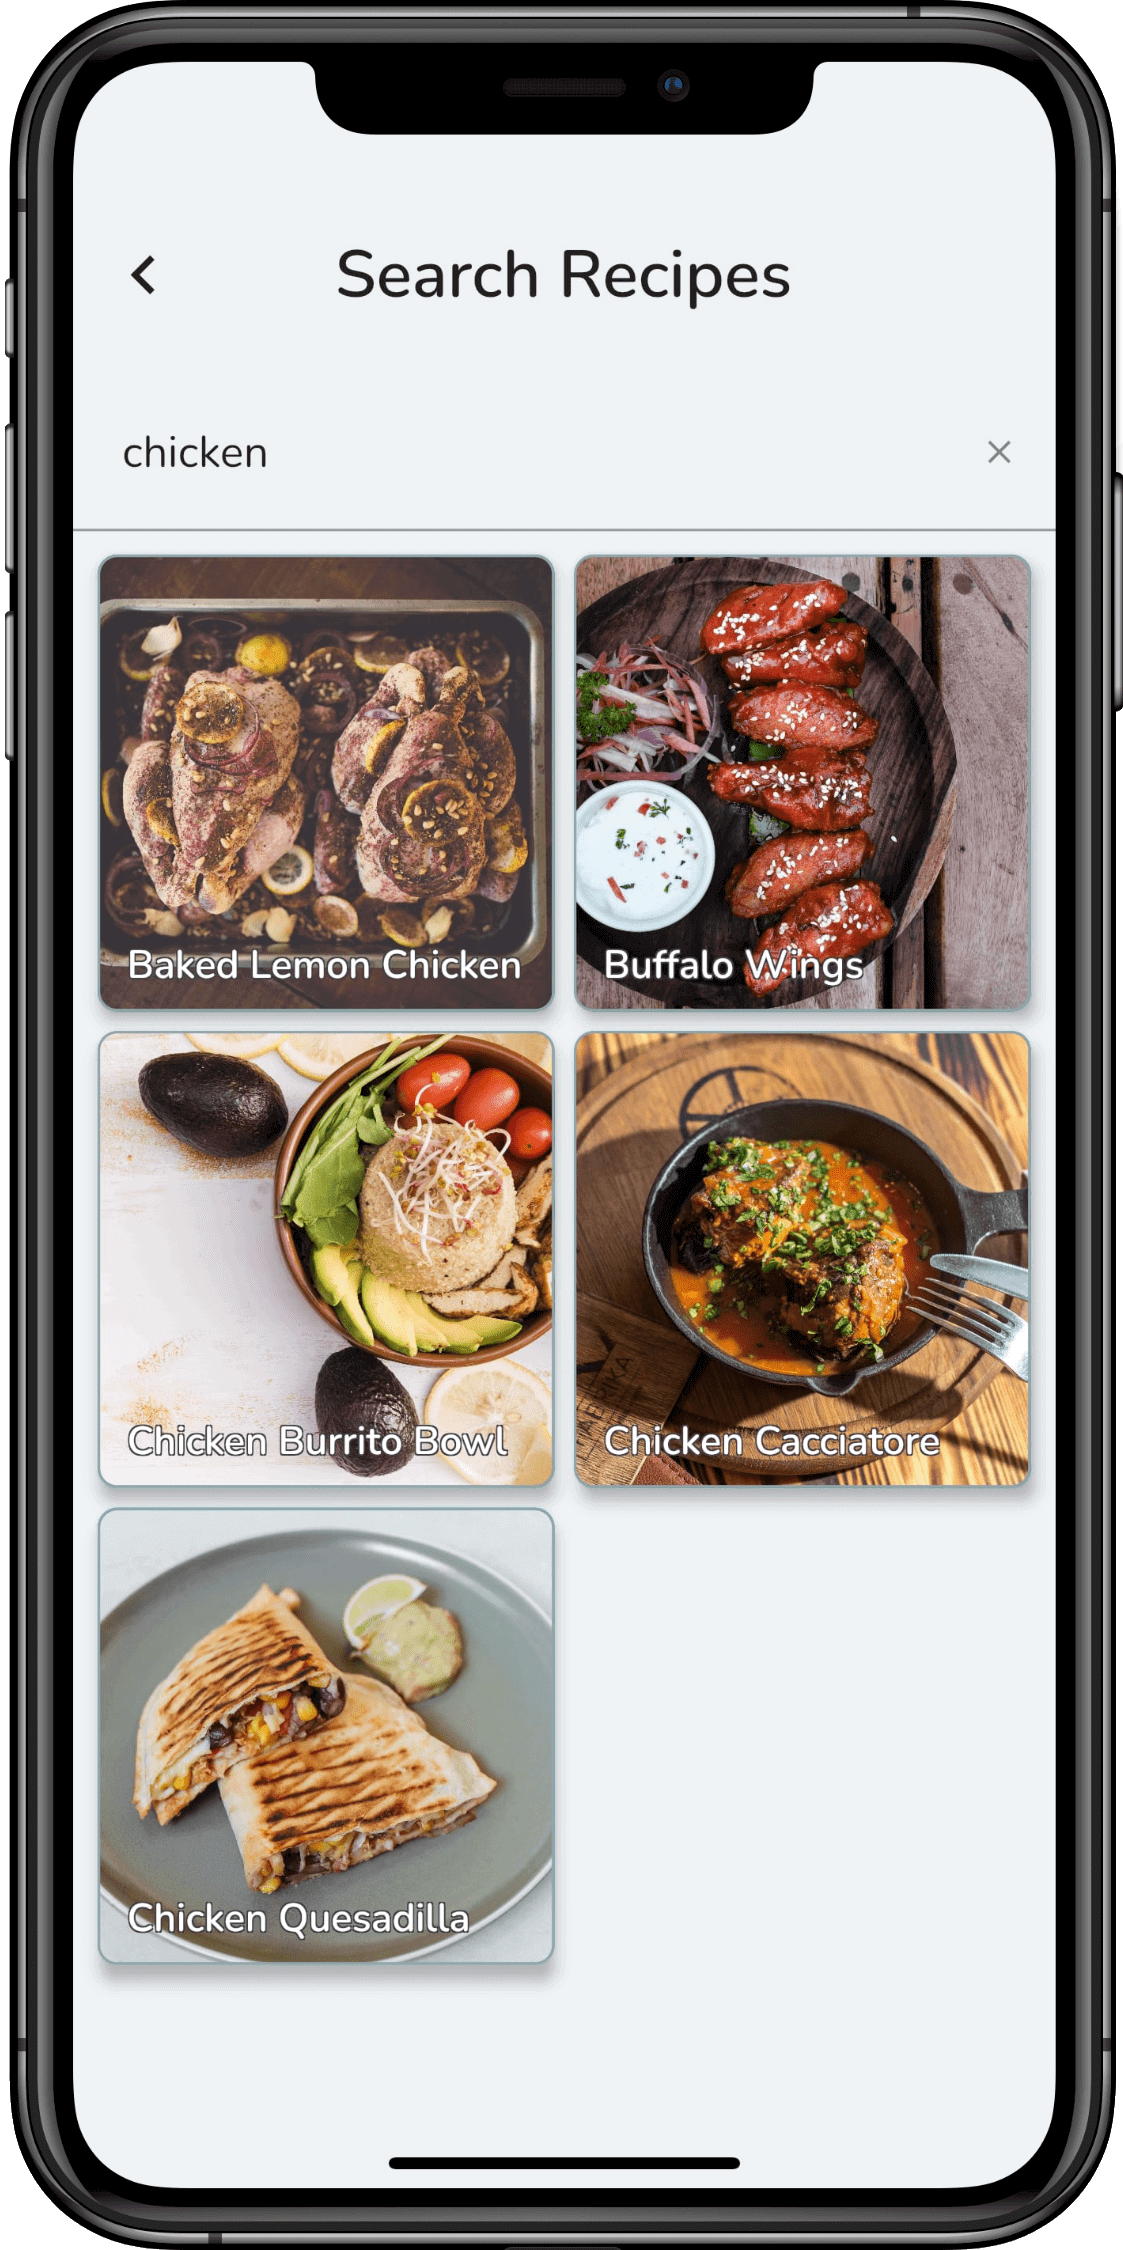 Search Recipes
chicken
Baked Lemon Chicken
Buffalo Wings
Chicken Burrito Bowl
Chicken Cacciatore
Chicken Quesadilla